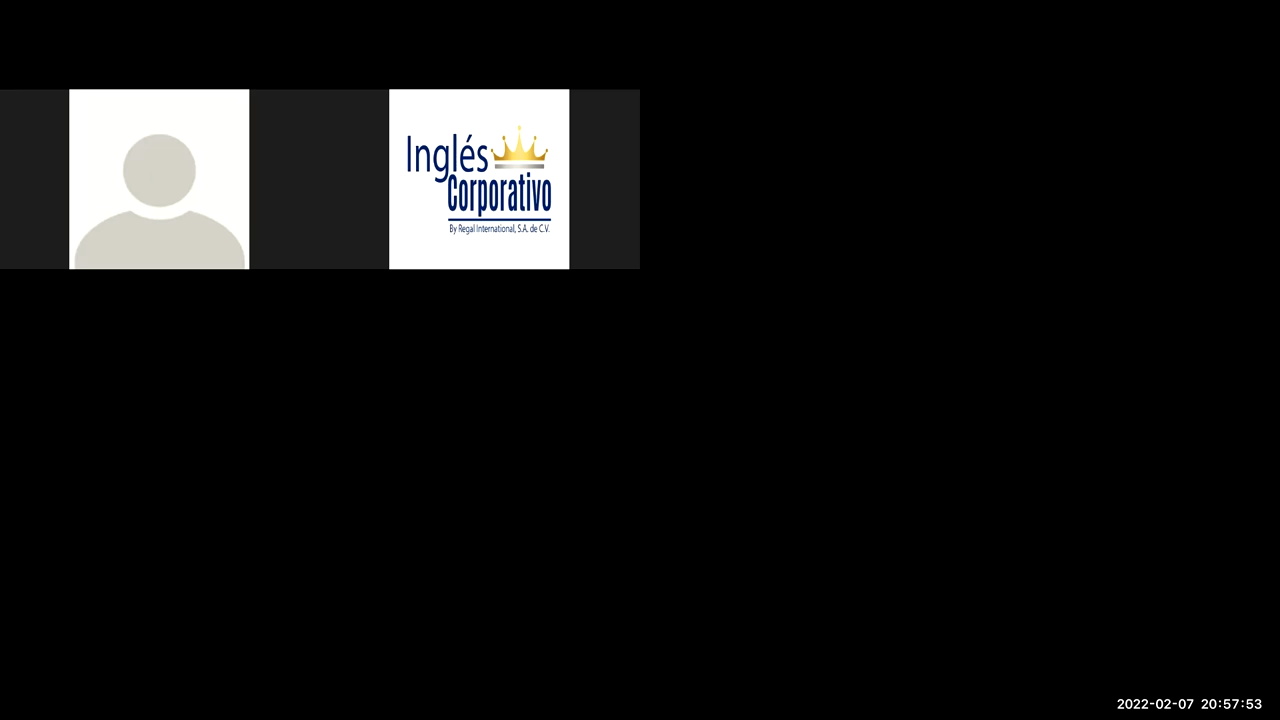 Inglés
Corporativo
By Regal International, S.A. de C.V.
2022-02-07 20:57:53